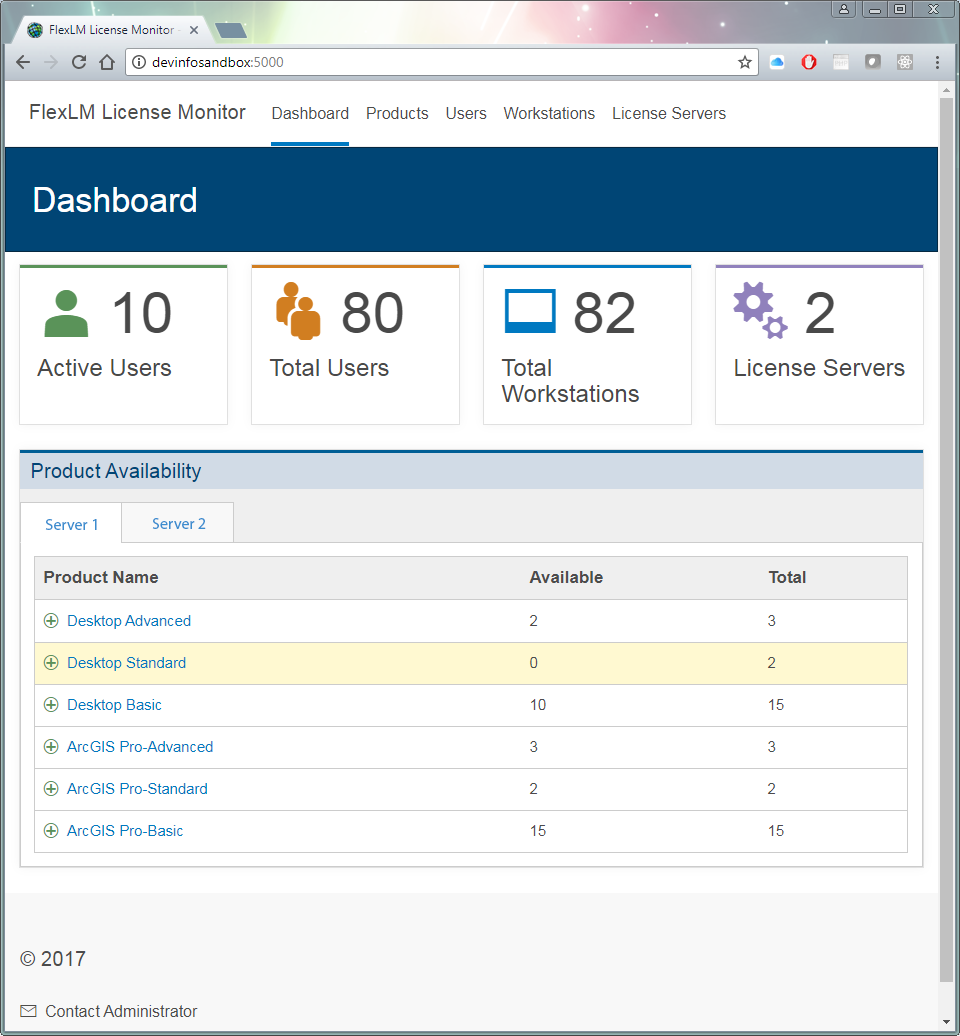 FlexLM License Monitor
devinfosandbox:5000
FlexLM License Monitor Dashboard Products Users Workstations License Servers
Dashboard
10 80 82 2
Active Users Total Users Total Workstations License Servers
Product Availability
Server 1 Server 2
Product Name Available Total
Desktop Advanced 2 3
Desktop Standard 0 2
Desktop Basic 10 15
ArcGIS Pro-Advanced 3 3
ArcGIS Pro-Standard 2 2
ArcGIS Pro-Basic 15 15
© 2017
Contact Administrator